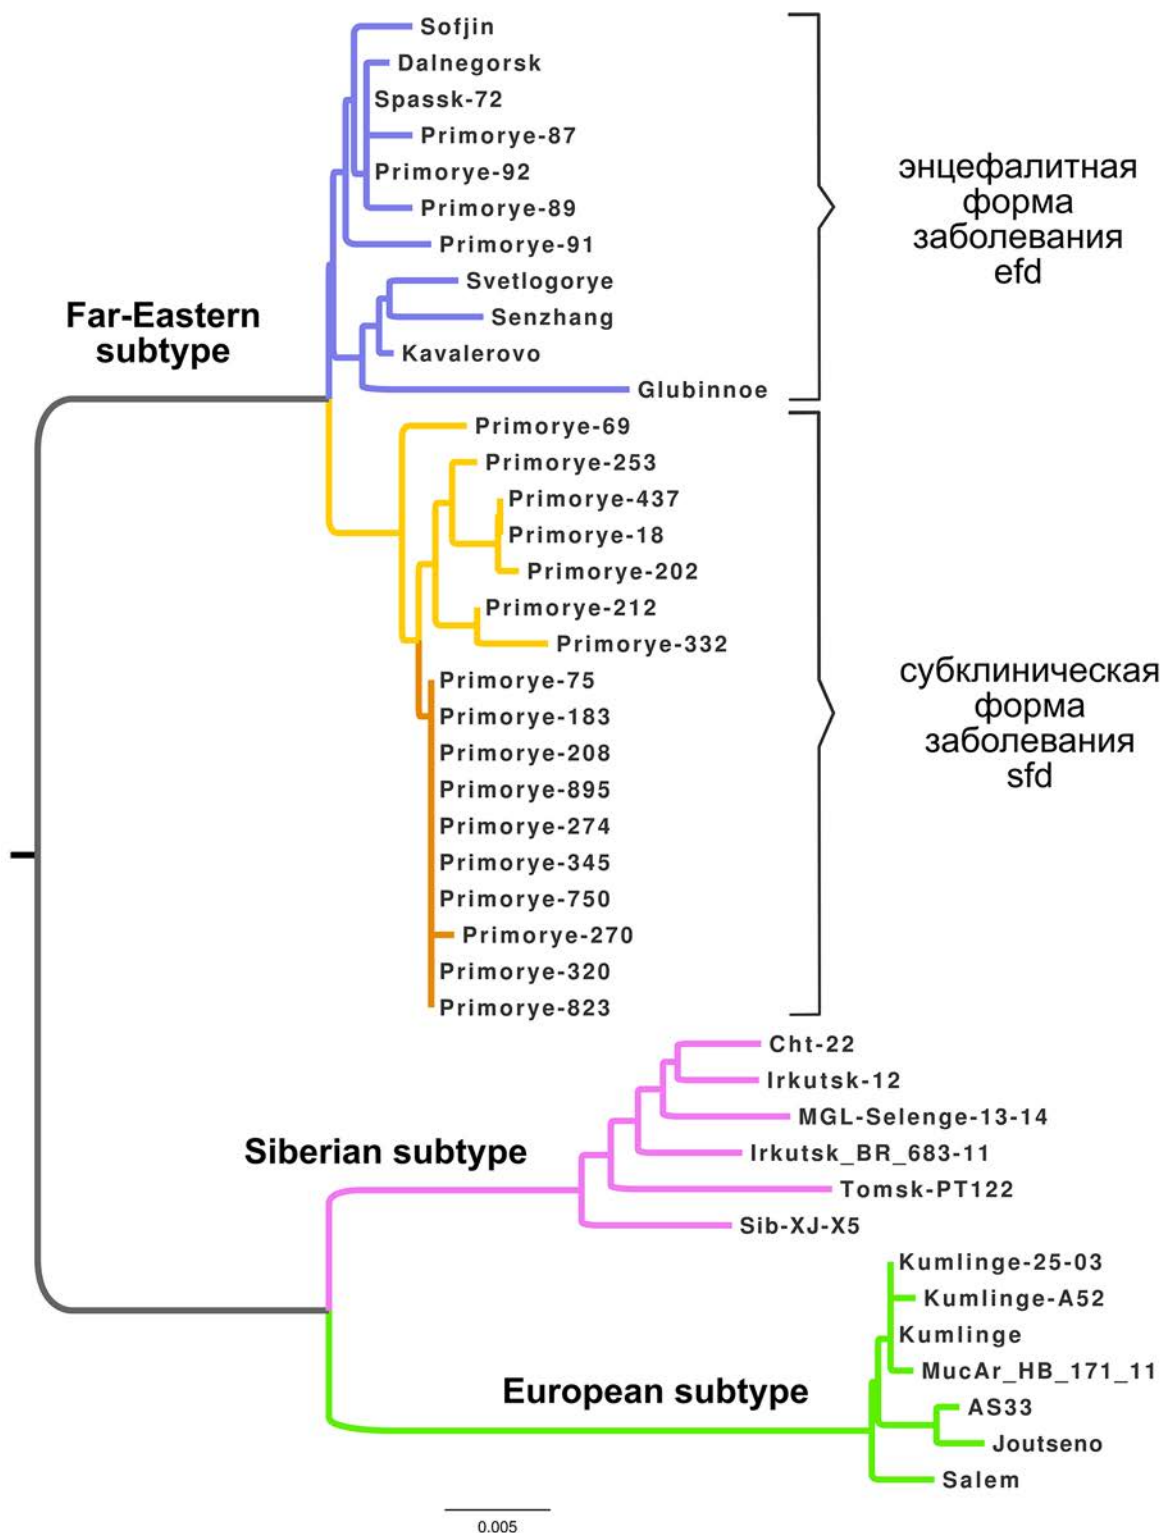 Sofjin
Dalnegorsk
Spassk-72
Primorye-87
Primorye-92
Primorye-89
Primorye-91
Svetlogorye
Senzhang
Kavalerovo
Glubinnoe
энцефалитная
форма
заболевания
efd
Far-Eastern
subtype
Primorye-69
Primorye-253
Primorye-437
Primorye-18
Primorye-202
Primorye-212
Primorye-332
Primorye-75
Primorye-183
Primorye-208
Primorye-895
Primorye-274
Primorye-345
Primorye-750
Primorye-270
Primorye-320
Primorye-823
субклиническая
форма
заболевания
sfd
Cht-22
Irkutsk-12
MGL-Selenge-13-14
Irkutsk_BR_683-11
Tomsk-PT122
Sib-XJ-X5
Siberian subtype
Kumlinge-25-03
Kumlinge-A52
Kumlinge
MucAr_HB_171_11
AS33
Joutseno
Salem
European subtype
0.005